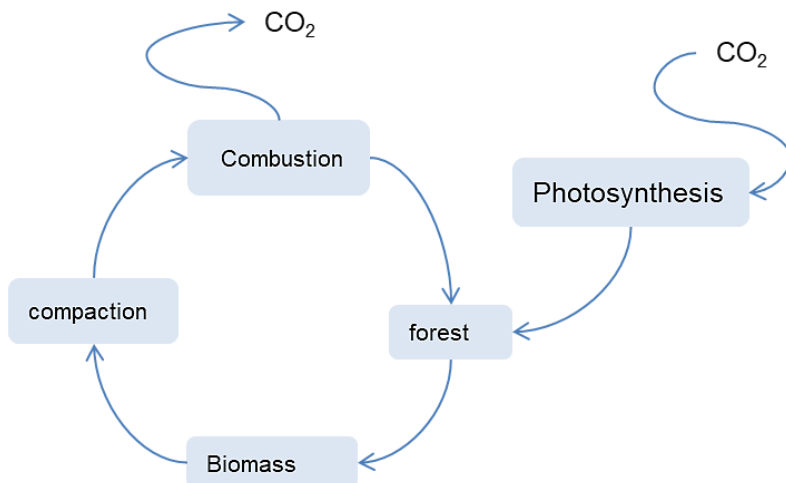 CO₂
CO₂
Combustion
Photosynthesis
compaction
forest
Biomass